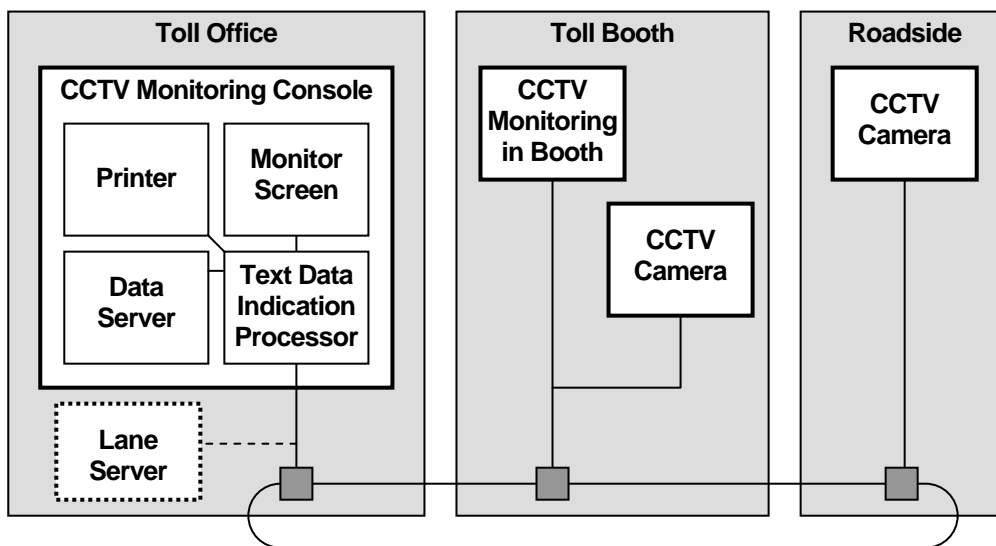 Toll Office
CCTV Monitoring Console
Printer
Monitor
Screen
Data
Server
Text Data
Indication
Processor
Lane
Server
Toll Booth
CCTV
Monitoring
in Booth
CCTV
Camera
Roadside
CCTV
Camera